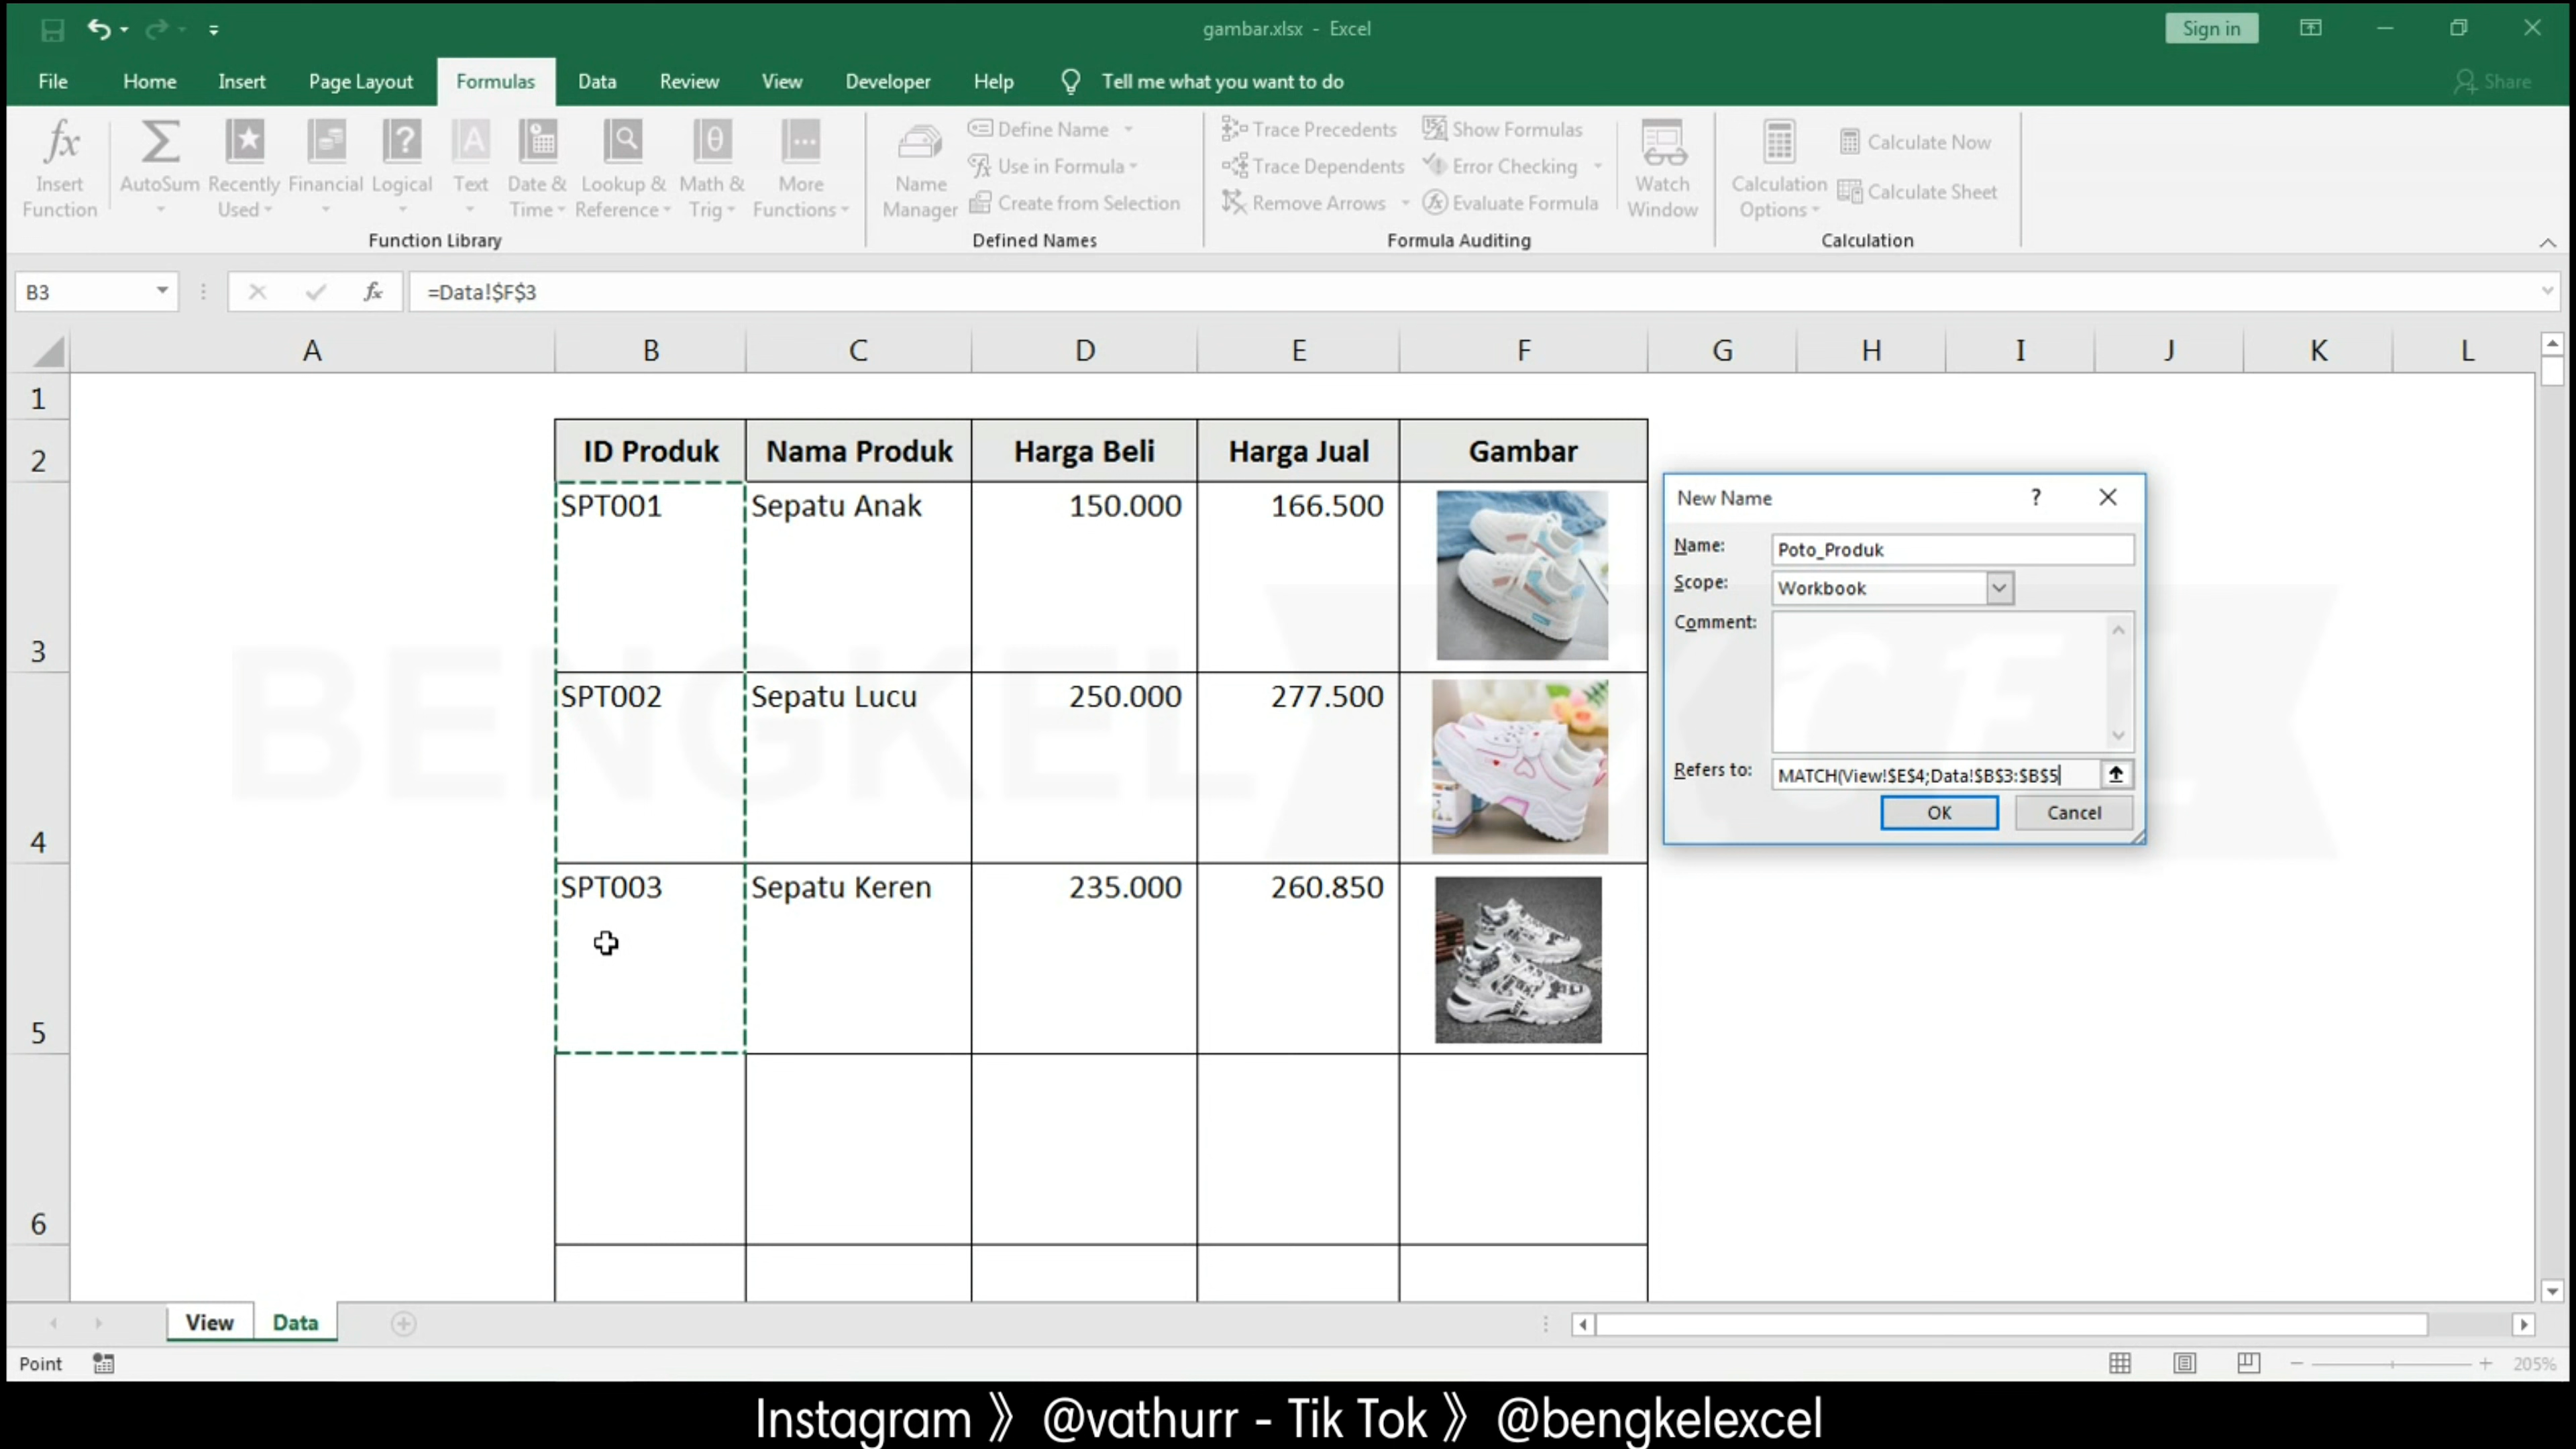 gambar.xlsx - Excel
Sign in
File Home Insert Page Layout Formulas Data Review View Developer Help Tell me what you want to do Share
Insert Function
AutoSum
Recently Used
Financial
Logical
Text
Date & Time
Lookup & Reference
Math & Trig
More Functions
Function Library
Name Manager
Define Name
Use in Formula
Create from Selection
Defined Names
Trace Precedents
Trace Dependents
Remove Arrows
Show Formulas
Error Checking
Evaluate Formula
Formula Auditing
Watch Window
Calculation Options
Calculate Now
Calculate Sheet
Calculation
B3 fx =Data!$F$3
A B C D E F G H I J K L
1
2 ID Produk Nama Produk Harga Beli Harga Jual Gambar
3 SPT001 Sepatu Anak 150.000 166.500
4 SPT002 Sepatu Lucu 250.000 277.500
5 SPT003 Sepatu Keren 235.000 260.850
6
New Name ?
Name: Poto_Produk
Scope: Workbook
Comment:
Refers to: MATCH(View!$E$4;Data!$B$3:$B$5
OK Cancel
BENGKEL EXCEL
View Data
Point
205%
Instagram 》 @vathurr - Tik Tok 》 @bengkelexcel